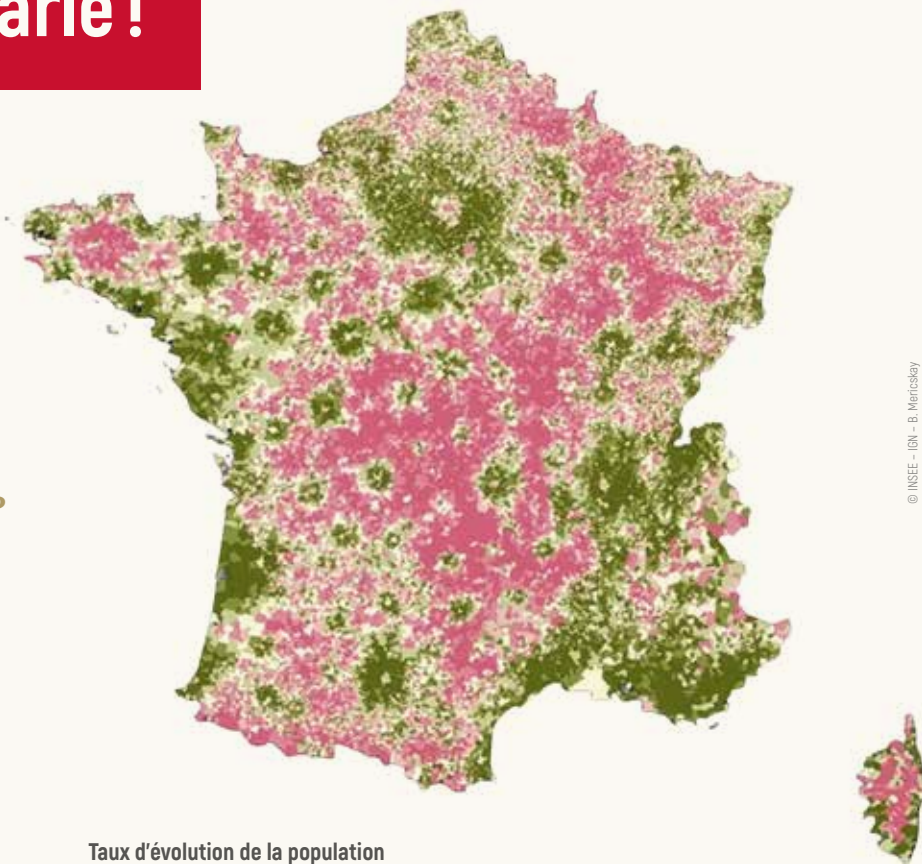 arie !
© INSEE – IGN – B. Mericskay
Taux d'évolution de la population